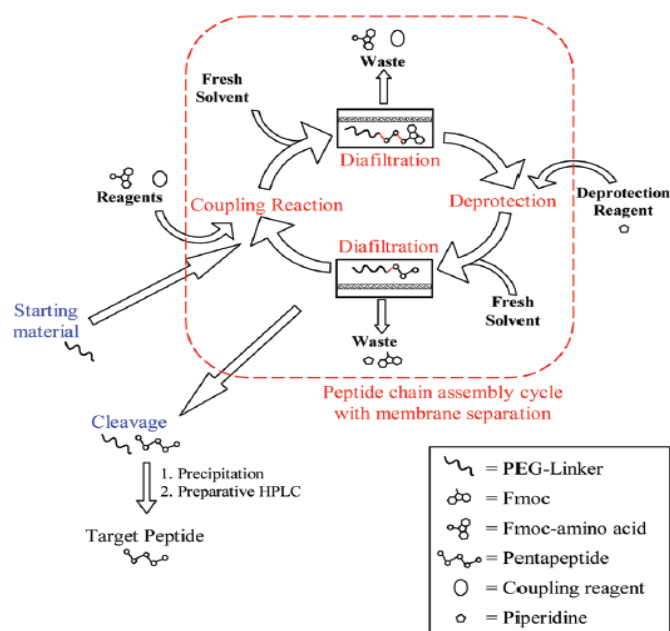 Waste
Fresh
Solvent
Diafiltration
Reagents
Coupling Reaction
Deprotection
Deprotection
Reagent
Diafiltration
Fresh
Solvent
Starting
material
Waste
Peptide chain assembly cycle
with membrane separation
Cleavage
1. Precipitation
2. Preparative HPLC
Target Peptide
= PEG-Linker
= Fmoc
= Fmoc-amino acid
= Pentapeptide
= Coupling reagent
= Piperidine